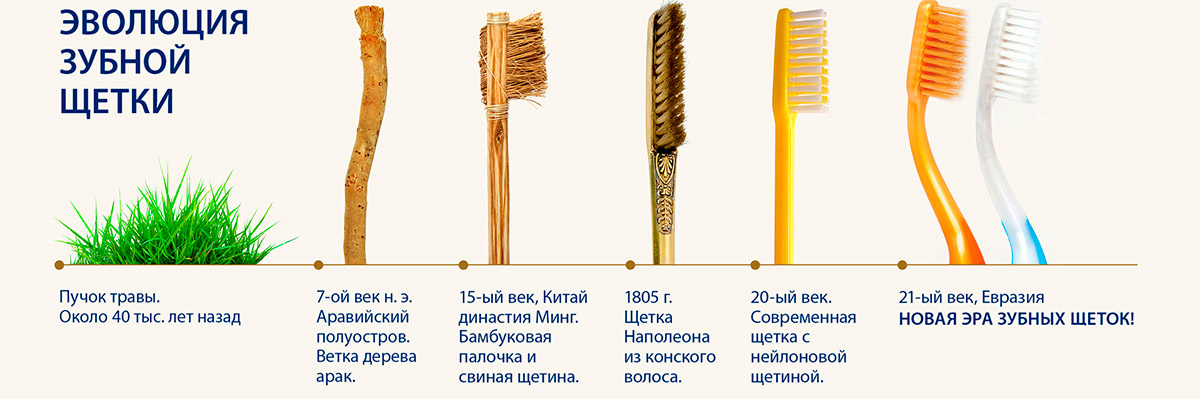 ЭВОЛЮЦИЯ
ЗУБНОЙ
ЩЕТКИ
Пучок травы.
Около 40 тыс. лет назад
7-ой век н. э.
Аравийский
полуостров.
Ветка дерева
арак.
15-ый век, Китай
династия Минг.
Бамбуковая
палочка и
свиная щетина.
1805 г.
Щетка
Наполеона
из конского
волоса.
20-ый век.
Современная
щетка с
нейлоновой
щетиной.
21-ый век, Евразия
НОВАЯ ЭРА ЗУБНЫХ ЩЕТОК!